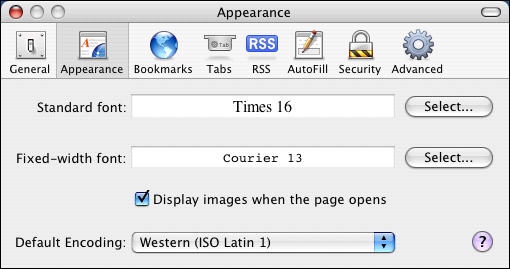 Appearance
General Appearance Bookmarks Tab Tabs RSS RSS AutoFill Security Advanced
Standard font: Times 16 Select...
Fixed-width font: Courier 13 Select...
Display images when the page opens
Default Encoding: Western (ISO Latin 1) ?